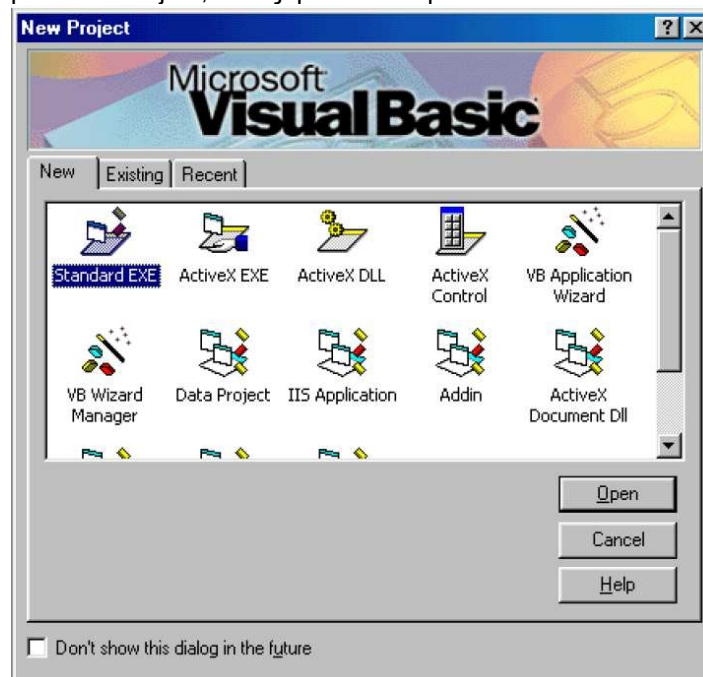 New Project
Microsoft
Visual Basic
New Existing Recent
Standard EXE ActiveX EXE ActiveX DLL ActiveX Control VB Application Wizard
VB Wizard Manager Data Project IIS Application Addin ActiveX Document Dll
Open
Cancel
Help
Don't show this dialog in the future